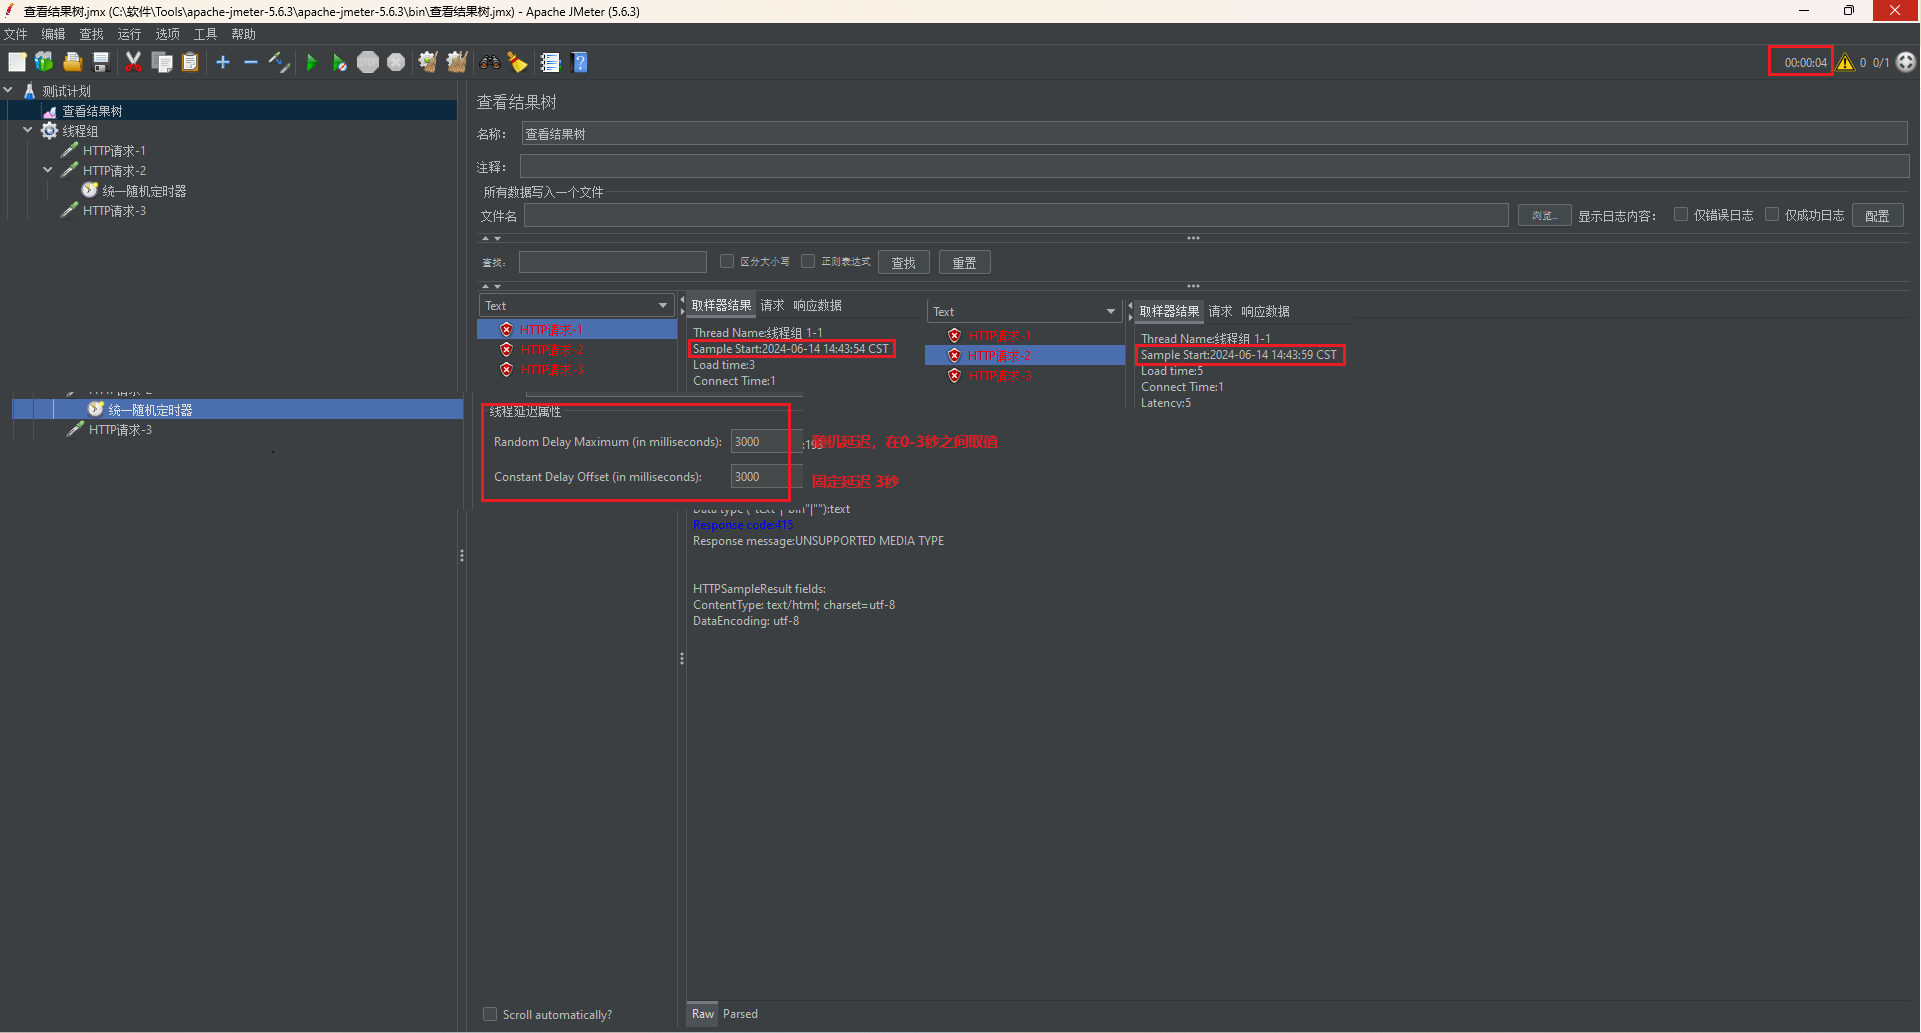 查看结果树.jmx (C:\软件\Tools\apache-jmeter-5.6.3\apache-jmeter-5.6.3\bin\查看结果树.jmx) - Apache JMeter (5.6.3)
文件 编辑 查找 运行 选项 工具 帮助
00:00:04 0 0/1
测试计划
查看结果树
线程组
HTTP请求-1
HTTP请求-2
统一随机定时器
HTTP请求-3
查看结果树
名称： 查看结果树
注释：
所有数据写入一个文件
文件名 浏览... 显示日志内容： 仅错误日志 仅成功日志 配置
查找： 区分大小写 正则表达式 查找 重置
Text
HTTP请求-1
HTTP请求-2
HTTP请求-3
取样器结果 请求 响应数据
Thread Name:线程组 1-1
Sample Start:2024-06-14 14:43:54 CST
Load time:3
Connect Time:1
Text
HTTP请求-1
HTTP请求-2
HTTP请求-3
取样器结果 请求 响应数据
Thread Name:线程组 1-1
Sample Start:2024-06-14 14:43:59 CST
Load time:5
Connect Time:1
Latency:5
统一随机定时器
HTTP请求-3
线程延迟属性
Random Delay Maximum (in milliseconds): 3000
随机延迟，在0-3秒之间取值
Constant Delay Offset (in milliseconds): 3000
固定延迟 3秒
Data type ("text"|"bin"|""):text
Response code:415
Response message:UNSUPPORTED MEDIA TYPE
HTTPSampleResult fields:
ContentType: text/html; charset=utf-8
DataEncoding: utf-8
Scroll automatically?
Raw Parsed